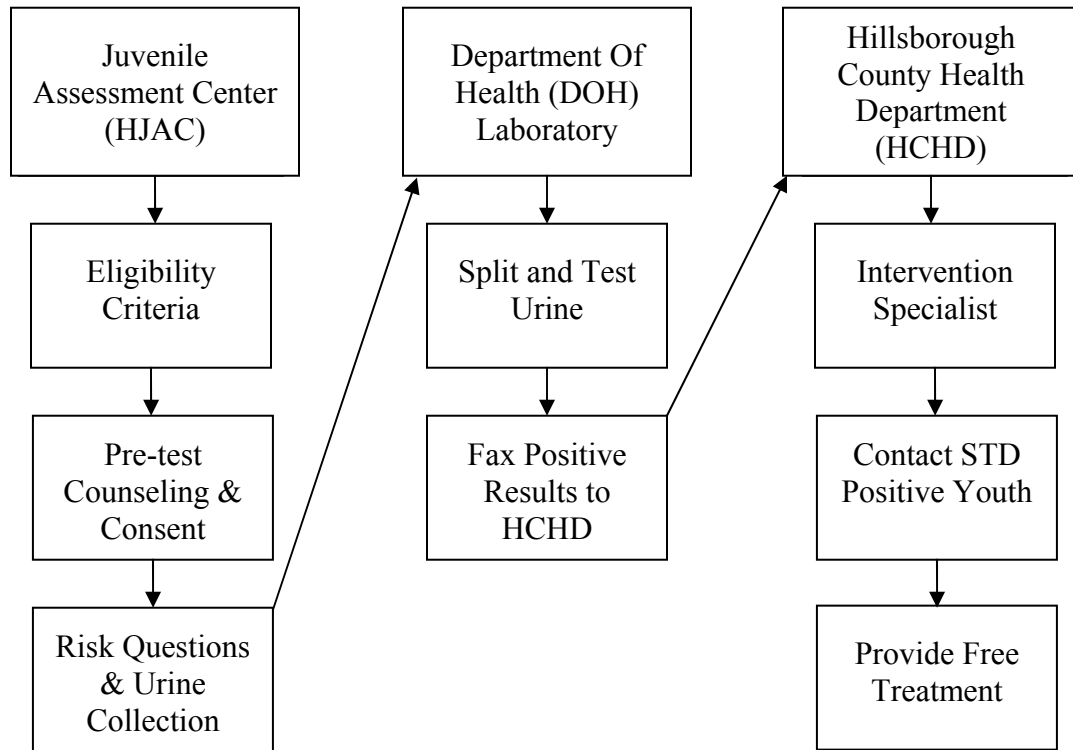 Juvenile
Assessment Center
(HJAC)
Eligibility
Criteria
Pre-test
Counseling &
Consent
Risk Questions
& Urine
Collection
Department Of
Health (DOH)
Laboratory
Split and Test
Urine
Fax Positive
Results to
HCHD
Hillsborough
County Health
Department
(HCHD)
Intervention
Specialist
Contact STD
Positive Youth
Provide Free
Treatment